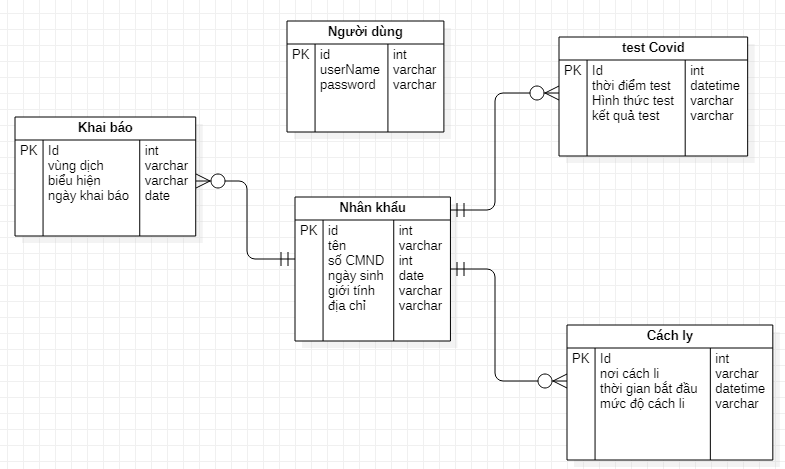 Người dùng
PK id int
userName varchar
password varchar
test Covid
PK Id int
thời điểm test datetime
Hình thức test varchar
kết quả test varchar
Khai báo
PK Id int
vùng dịch varchar
biểu hiện varchar
ngày khai báo date
Nhân khẩu
PK id int
tên varchar
số CMND int
ngày sinh date
giới tính varchar
địa chỉ varchar
Cách ly
PK Id int
nơi cách li varchar
thời gian bắt đầu datetime
mức độ cách li varchar